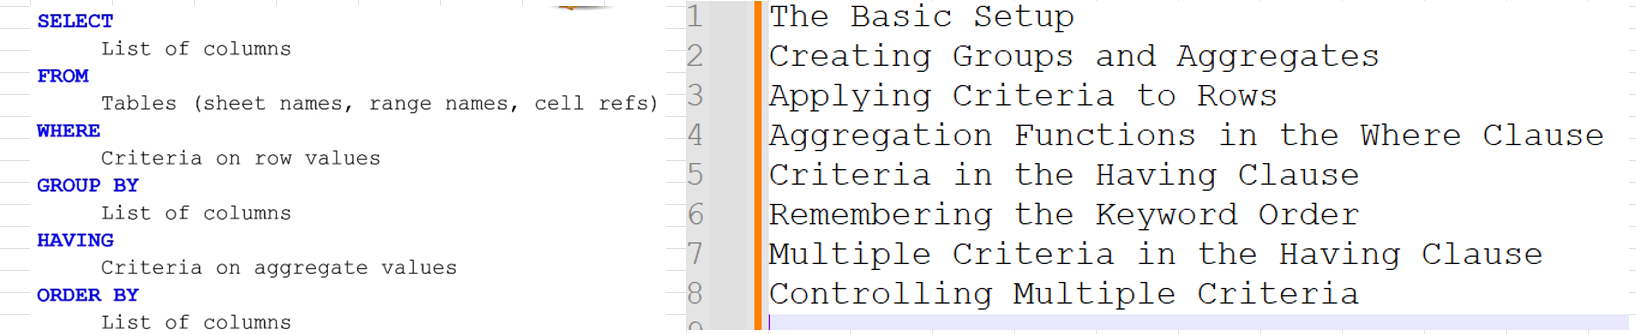 SELECT
List of columns
FROM
Tables (sheet names, range names, cell refs)
WHERE
Criteria on row values
GROUP BY
List of columns
HAVING
Criteria on aggregate values
ORDER BY
List of columns
1 The Basic Setup
2 Creating Groups and Aggregates
3 Applying Criteria to Rows
4 Aggregation Functions in the Where Clause
5 Criteria in the Having Clause
6 Remembering the Keyword Order
7 Multiple Criteria in the Having Clause
8 Controlling Multiple Criteria